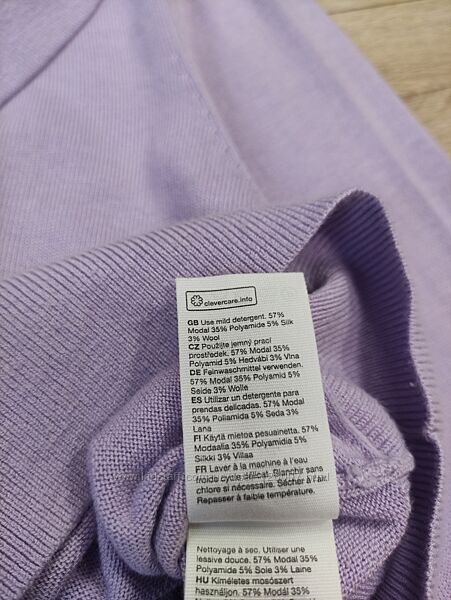 clevercare.info
GB Use mild detergent. 57%
Modal 35% Polyamide 5% Silk
3% Wool
CZ Použijte jemný prací
prostředek. 57% Modal 35%
Polyamid 5% Hedvábí 3% Vlna
DE Feinwaschmittel verwenden.
57% Modal 35% Polyamid 5%
Seide 3% Wolle
ES Utilizar un detergente para
prendas delicadas. 57% Modal
35% Poliamida 5% Seda 3%
Lana
FI Käytä mietoa pesuainetta. 57%
Modaalia 35% Polyamidia 5%
Silkki 3% Villaa
FR Laver à la machine à l'eau
froide cycle délicat. Blanchir sans
chlore si nécessaire. Sécher à l'air.
Repasser à faible température.
Nettoyage à sec. Utiliser une
lessive douce. 57% Modal 35%
Polyamide 5% Soie 3% Laine
HU Kíméletes mosószert
használjon. 57% Modal 35%